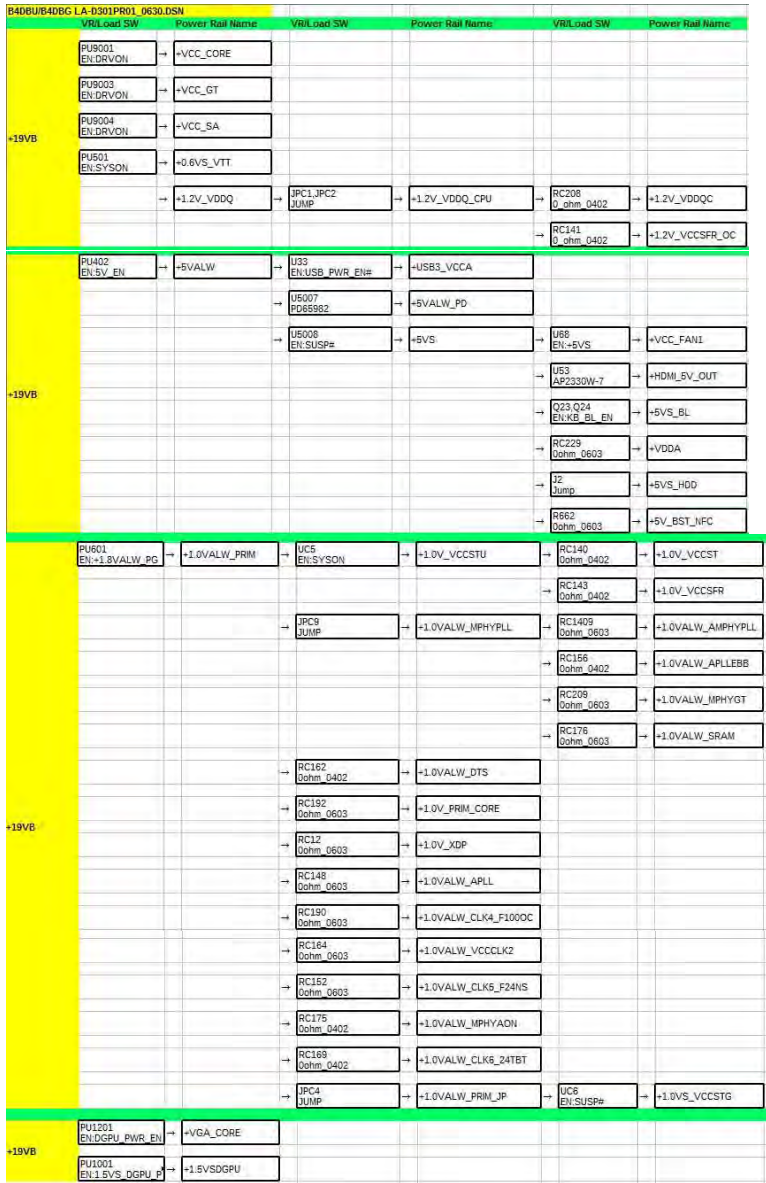 B4DBU/B4DBG LA-D301PR01_0630.DSN
VR/Load SW Power Rail Name VR/Load SW Power Rail Name VR/Load SW Power Rail Name
+19VB
PU9001
EN:DRVON → +VCC_CORE
PU9003
EN:DRVON → +VCC_GT
PU9004
EN:DRVON → +VCC_SA
PU501
EN:SYSON → +0.6VS_VTT
→ +1.2V_VDDQ → JPC1,JPC2
JUMP → +1.2V_VDDQ_CPU → RC208
0_ohm_0402 → +1.2V_VDDQC
→ RC141
0_ohm_0402 → +1.2V_VCCSFR_OC
+19VB
PU402
EN:5V_EN → +5VALW → U33
EN:USB_PWR_EN# → +USB3_VCCA
→ U5007
PD65982 → +5VALW_PD
→ U5008
EN:SUSP# → +5VS → U68
EN:+5VS → +VCC_FAN1
→ U53
AP2330W-7 → +HDMI_5V_OUT
→ Q23,Q24
EN:KB_BL_EN → +5VS_BL
→ RC229
0ohm_0603 → +VDDA
→ J2
Jump → +5VS_HDD
→ R662
0ohm_0603 → +5V_BST_NFC
+19VB
PU601
EN:+1.8VALW_PG → +1.0VALW_PRIM → UC5
EN:SYSON → +1.0V_VCCSTU → RC140
0ohm_0402 → +1.0V_VCCST
→ RC143
0ohm_0402 → +1.0V_VCCSFR
→ JPC9
JUMP → +1.0VALW_MPHYPLL → RC1409
0ohm_0603 → +1.0VALW_AMPHYPLL
→ RC156
0ohm_0402 → +1.0VALW_APLLEBB
→ RC209
0ohm_0603 → +1.0VALW_MPHYGT
→ RC176
0ohm_0603 → +1.0VALW_SRAM
→ RC162
0ohm_0402 → +1.0VALW_DTS
→ RC192
0ohm_0603 → +1.0V_PRIM_CORE
→ RC12
0ohm_0603 → +1.0V_XDP
→ RC148
0ohm_0603 → +1.0VALW_APLL
→ RC190
0ohm_0603 → +1.0VALW_CLK4_F100OC
→ RC164
0ohm_0603 → +1.0VALW_VCCCLK2
→ RC152
0ohm_0603 → +1.0VALW_CLK5_F24NS
→ RC175
0ohm_0402 → +1.0VALW_MPHYAON
→ RC169
0ohm_0402 → +1.0VALW_CLK6_24TBT
→ JPC4
JUMP → +1.0VALW_PRIM_JP → UC6
EN:SUSP# → +1.0VS_VCCSTG
+19VB
PU1201
EN:DGPU_PWR_EN → +VGA_CORE
PU1001
EN:1.5VS_DGPU_P → +1.5VSDGPU